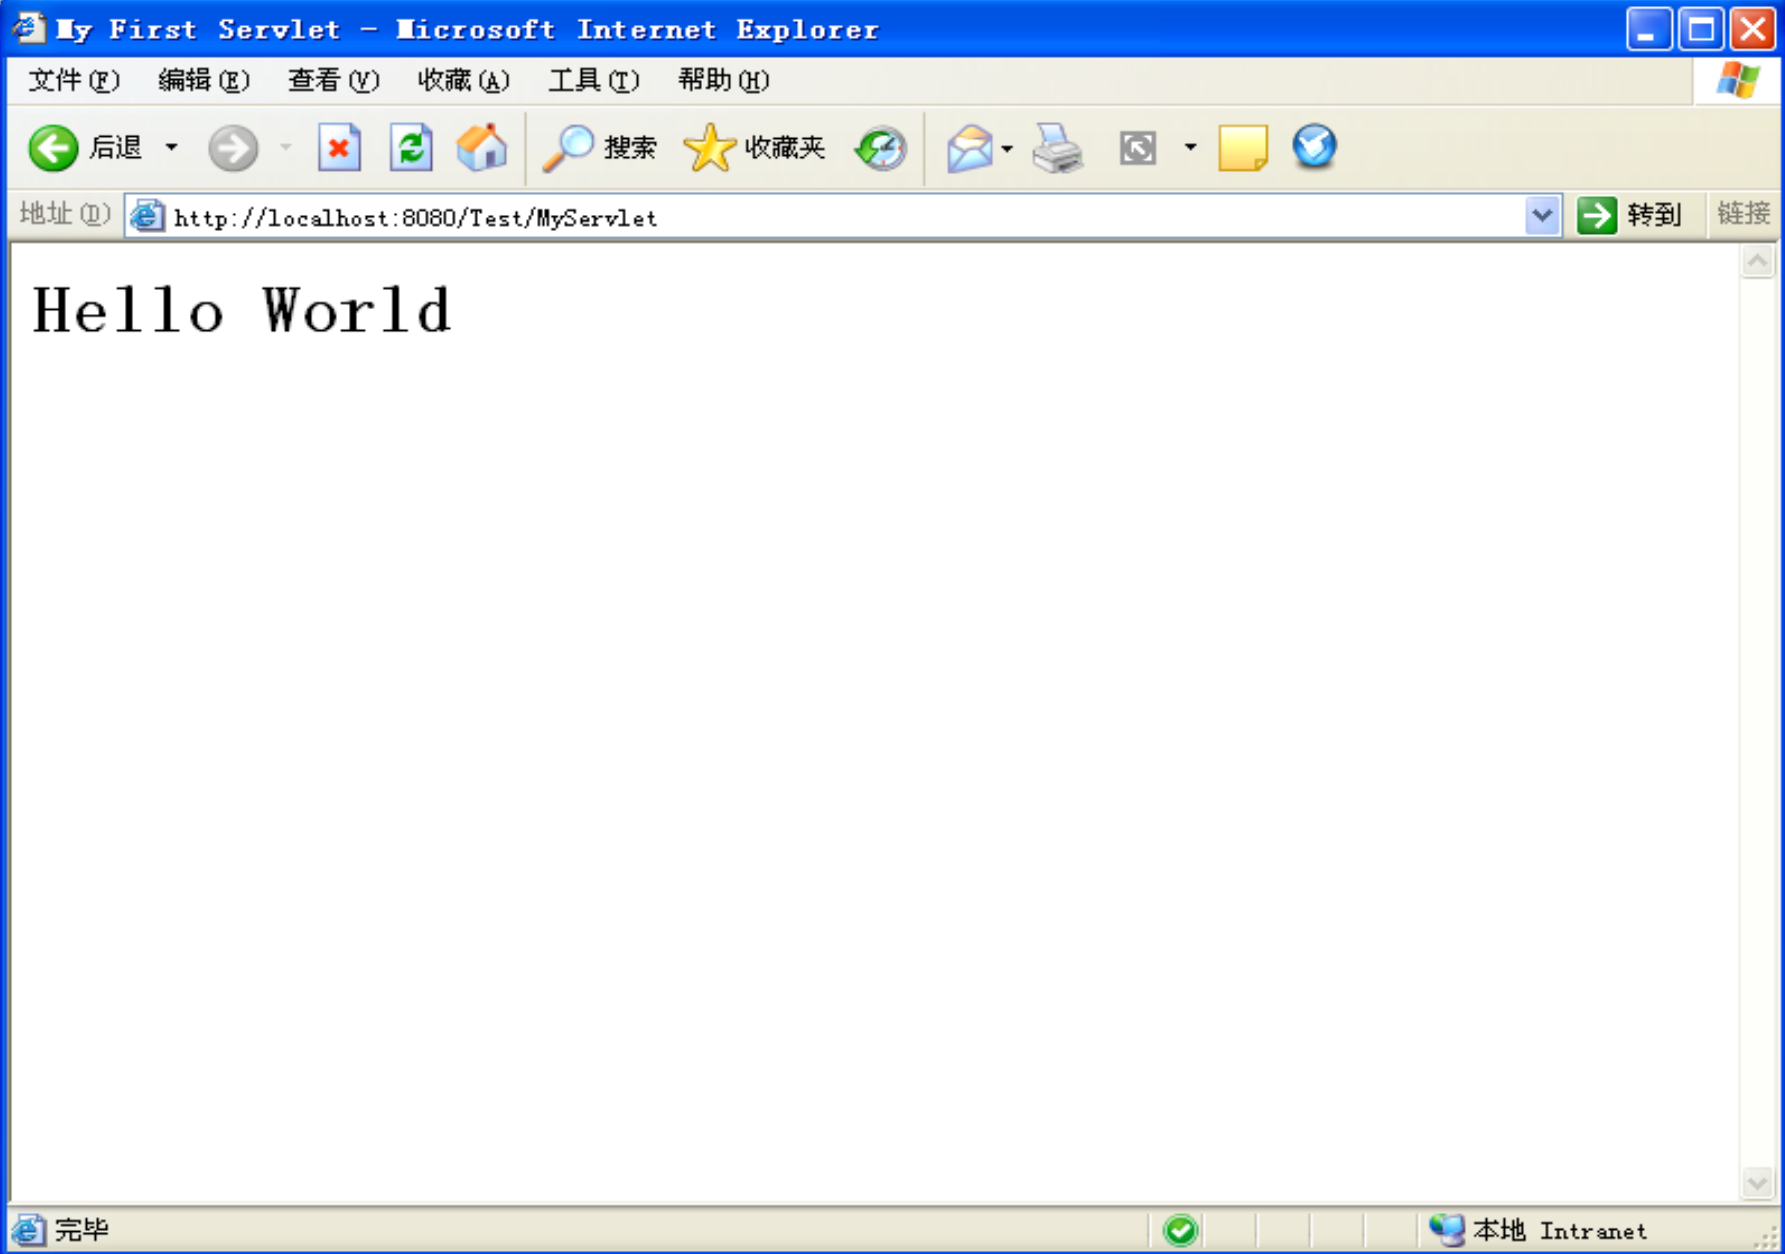 My First Servlet - Microsoft Internet Explorer
文件(F) 编辑(E) 查看(V) 收藏(A) 工具(T) 帮助(H)
后退 搜索 收藏夹
地址(D) http://localhost:8080/Test/MyServlet 转到 链接
Hello World
完毕 本地 Intranet